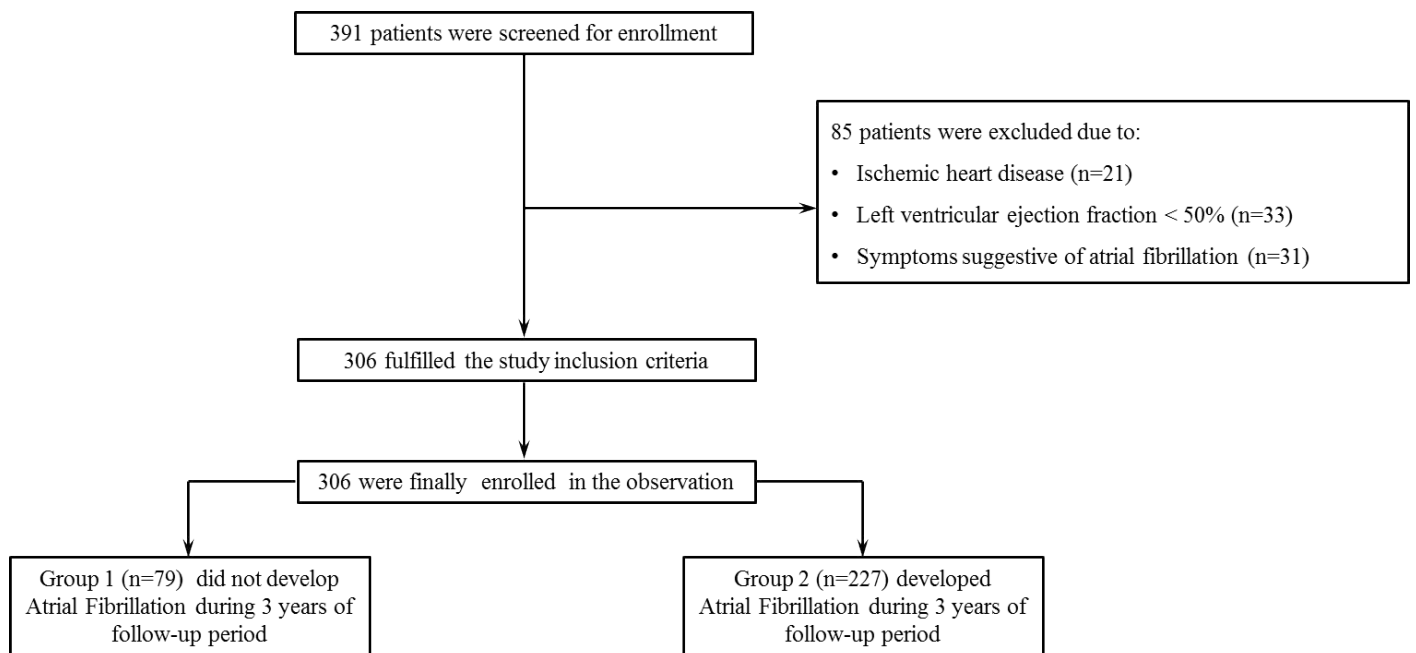 391 patients were screened for enrollment
85 patients were excluded due to:
• Ischemic heart disease (n=21)
• Left ventricular ejection fraction < 50% (n=33)
• Symptoms suggestive of atrial fibrillation (n=31)
306 fulfilled the study inclusion criteria
306 were finally enrolled in the observation
Group 1 (n=79) did not develop
Atrial Fibrillation during 3 years of
follow-up period
Group 2 (n=227) developed
Atrial Fibrillation during 3 years of
follow-up period